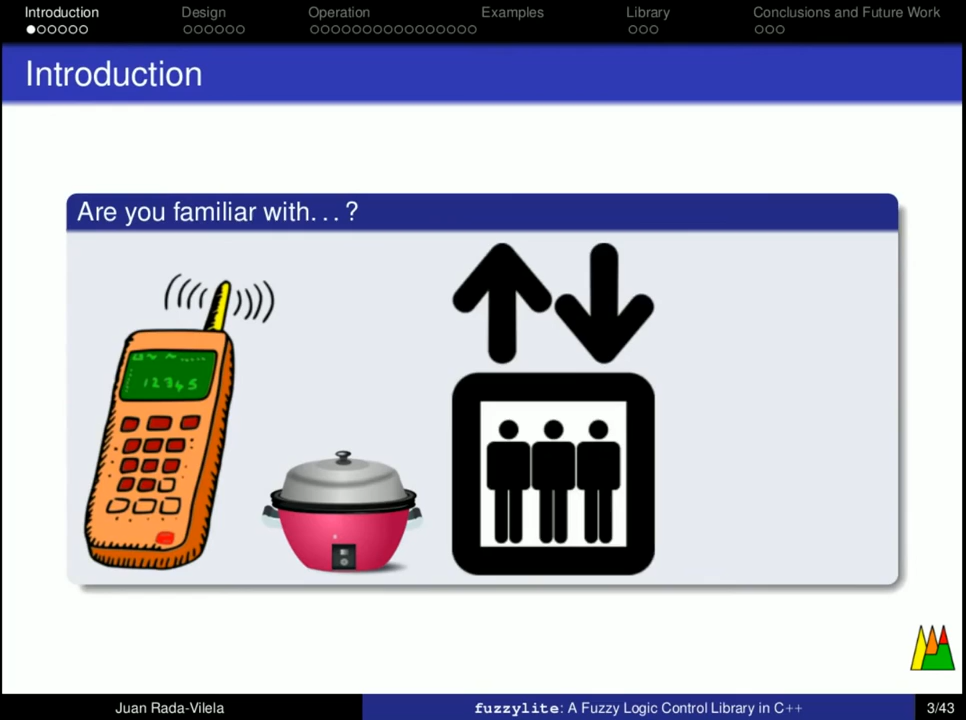 Introduction Design Operation Examples Library Conclusions and Future Work
Introduction
Are you familiar with...?
12345
Juan Rada-Vilela fuzzylite: A Fuzzy Logic Control Library in C++ 3/43